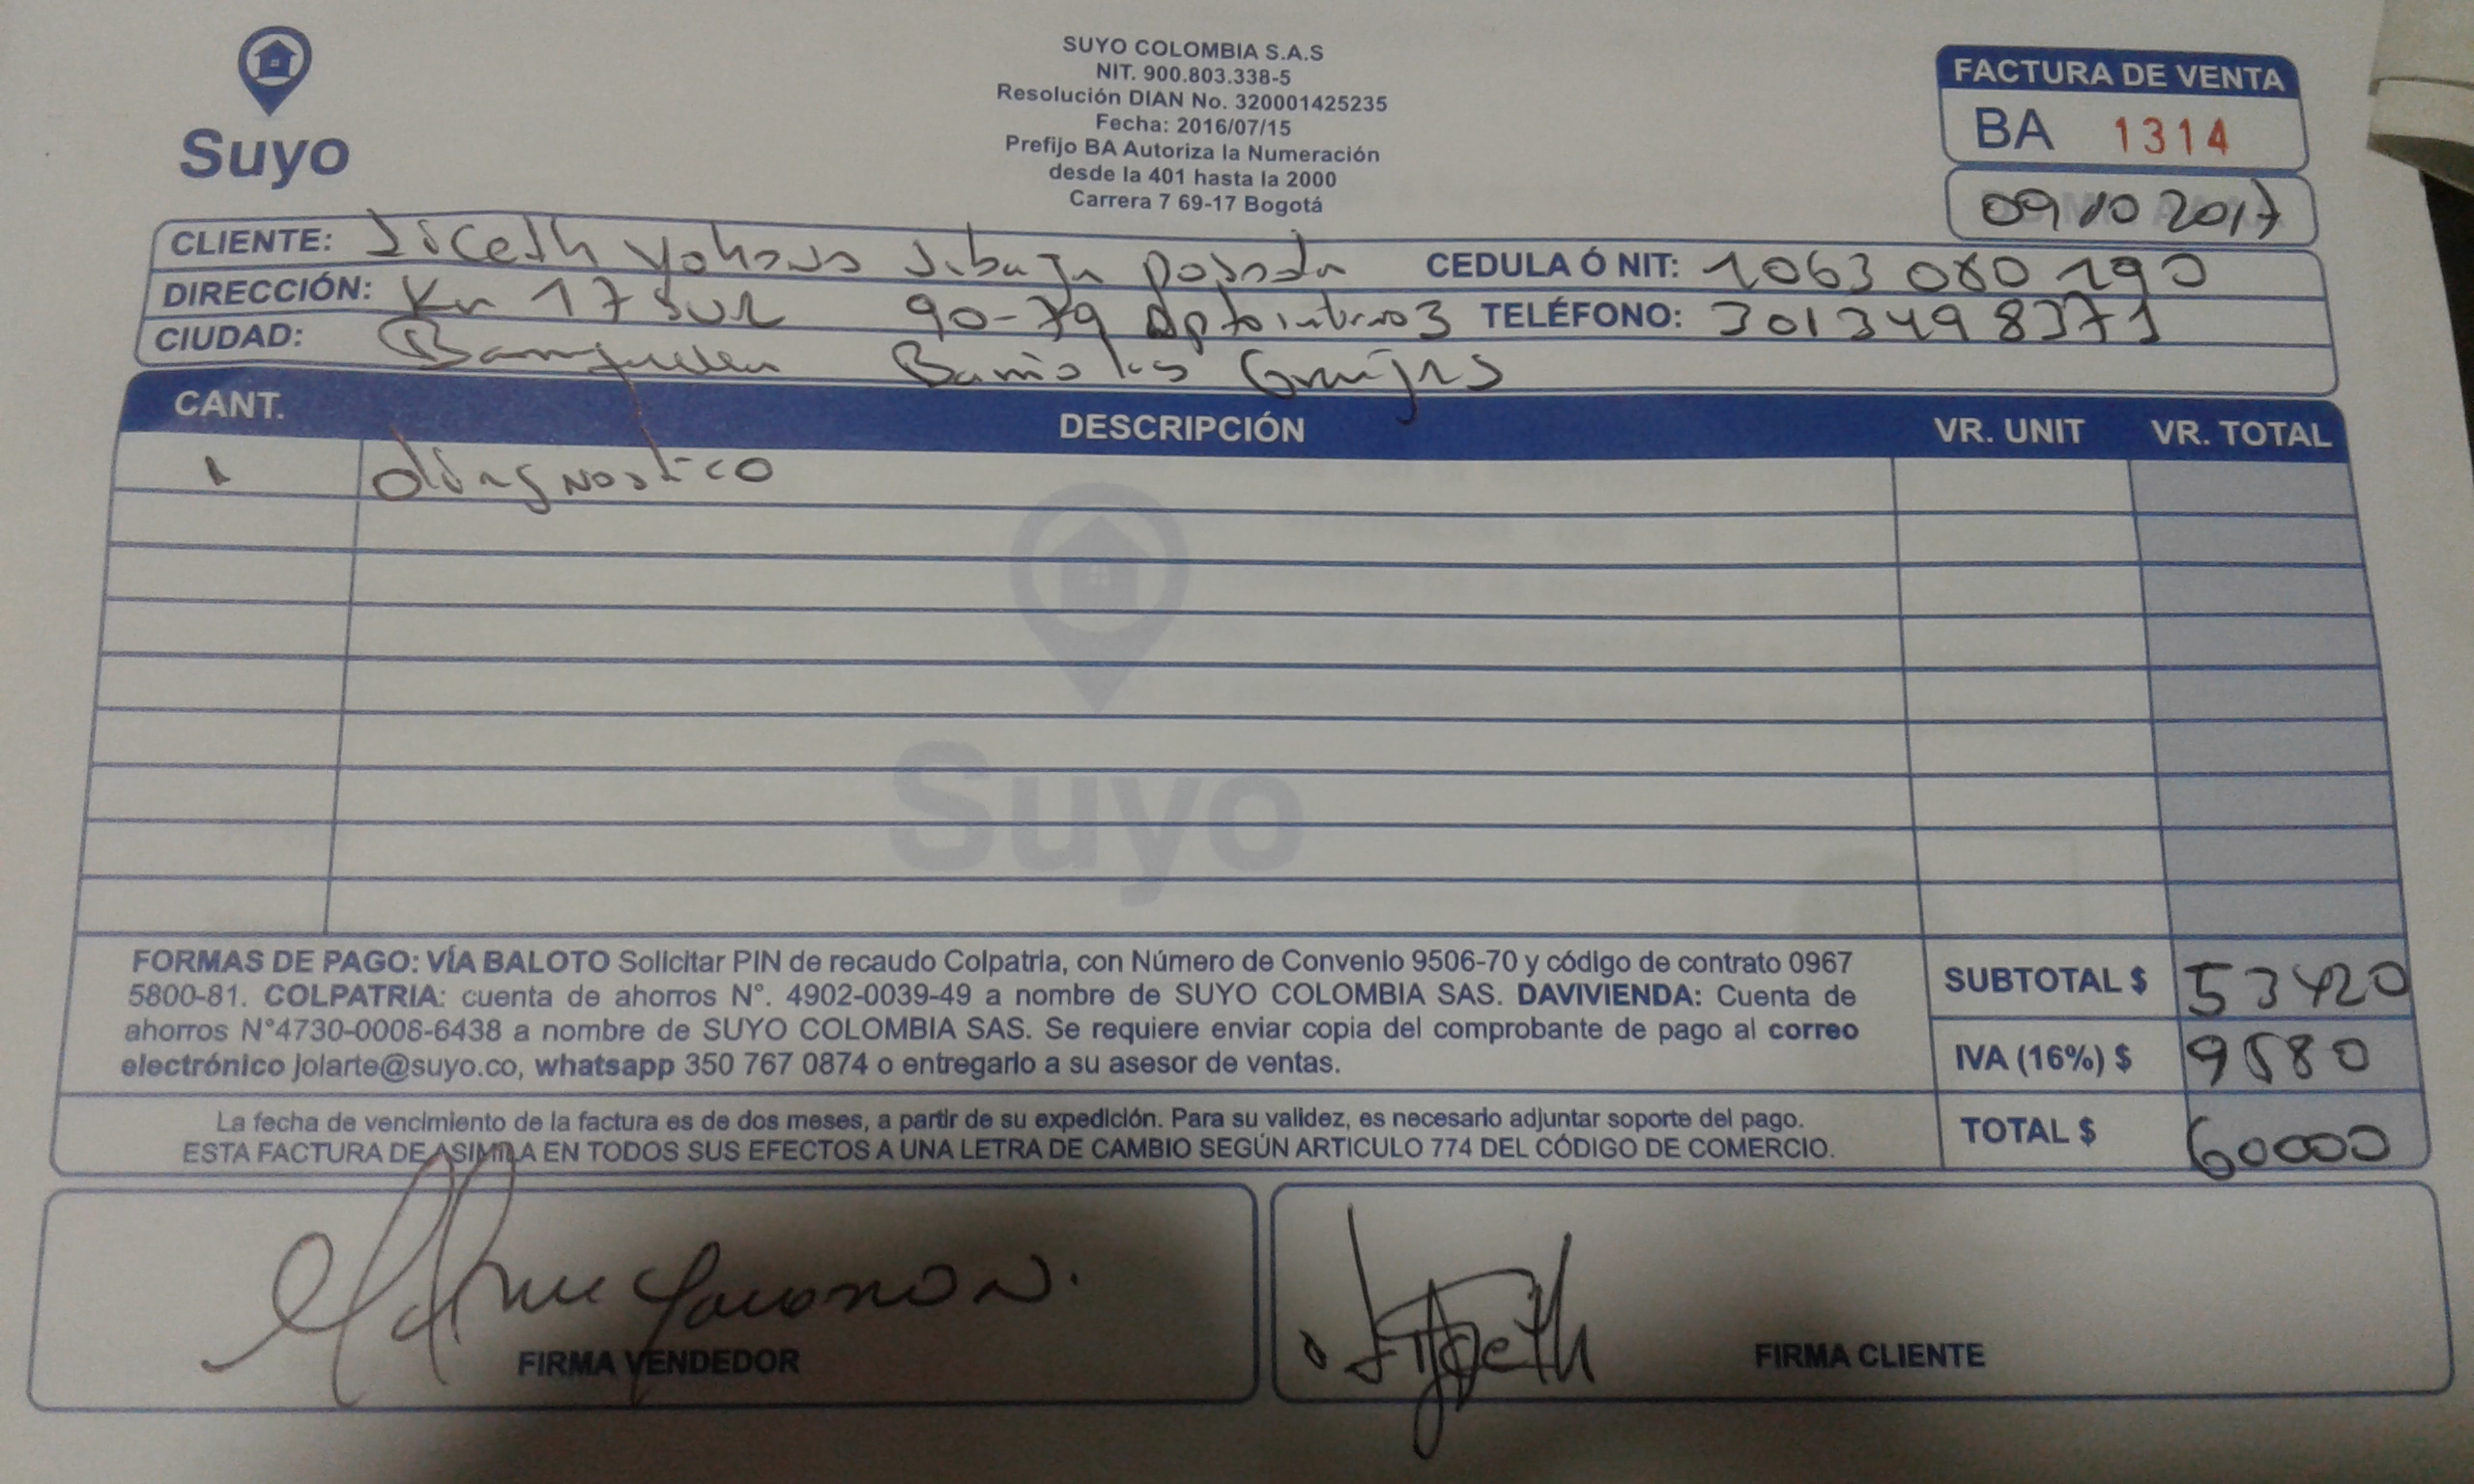 Suyo
SUYO COLOMBIA S.A.S
NIT. 900.803.338-5
Resolución DIAN No. 320001425235
Fecha: 2016/07/15
Prefijo BA Autoriza la Numeración
desde la 401 hasta la 2000
Carrera 7 69-17 Bogotá
FACTURA DE VENTA
BA 1314
09 10 2017
CLIENTE: Liceth Yohana Sibaja Posada CEDULA Ó NIT: 1063 080 190
DIRECCIÓN: Kr 17 sur 90-79 Apto interno 3 TELÉFONO: 3013498371
CIUDAD: Barranquilla Barrio las Granjas
CANT. DESCRIPCIÓN VR. UNIT VR. TOTAL
1 diagnostico
Suyo
FORMAS DE PAGO: VÍA BALOTO Solicitar PIN de recaudo Colpatria, con Número de Convenio 9506-70 y código de contrato 0967
5800-81. COLPATRIA: cuenta de ahorros N°. 4902-0039-49 a nombre de SUYO COLOMBIA SAS. DAVIVIENDA: Cuenta de
ahorros N°4730-0008-6438 a nombre de SUYO COLOMBIA SAS. Se requiere enviar copia del comprobante de pago al correo
electrónico jolarte@suyo.co, whatsapp 350 767 0874 o entregarlo a su asesor de ventas.
SUBTOTAL $ 53420
IVA (16%) $ 9580
La fecha de vencimiento de la factura es de dos meses, a partir de su expedición. Para su validez, es necesario adjuntar soporte del pago.
ESTA FACTURA DE ASIMILA EN TODOS SUS EFECTOS A UNA LETRA DE CAMBIO SEGÚN ARTICULO 774 DEL CÓDIGO DE COMERCIO.
TOTAL $ 60000
FIRMA VENDEDOR
FIRMA CLIENTE